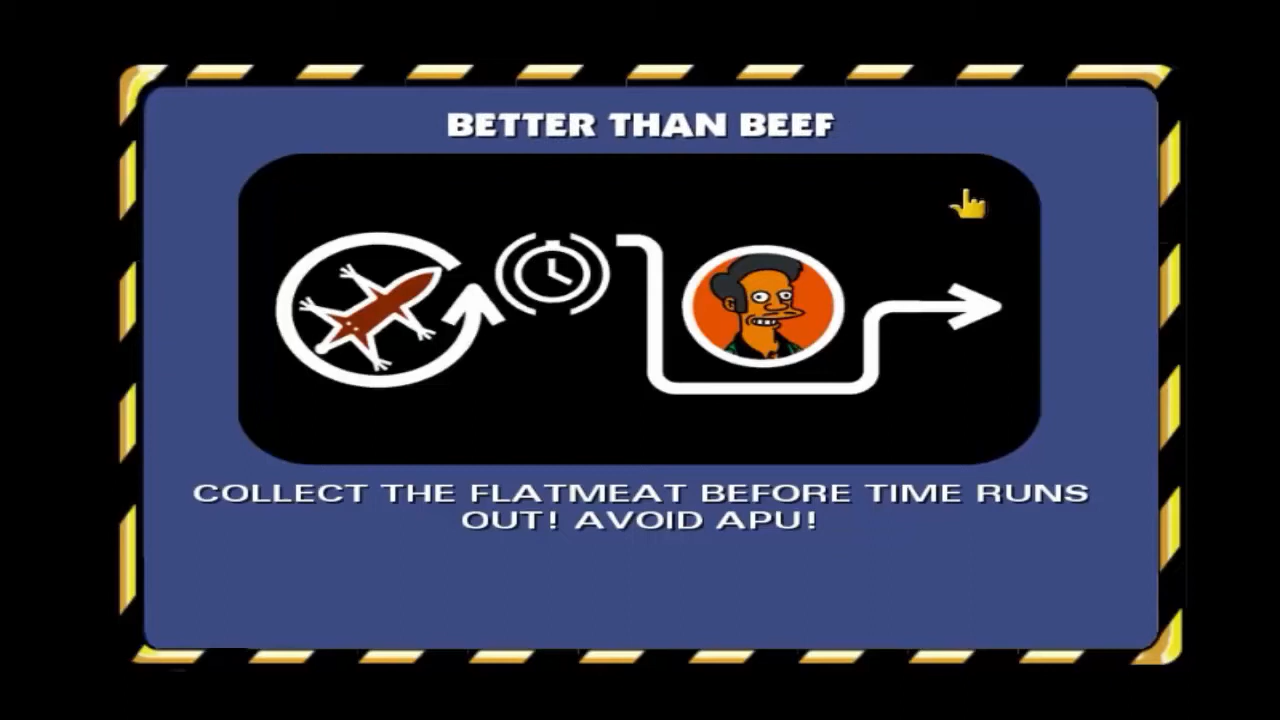 BETTER THAN BEEF
COLLECT THE FLATMEAT BEFORE TIME RUNS
OUT! AVOID APU!